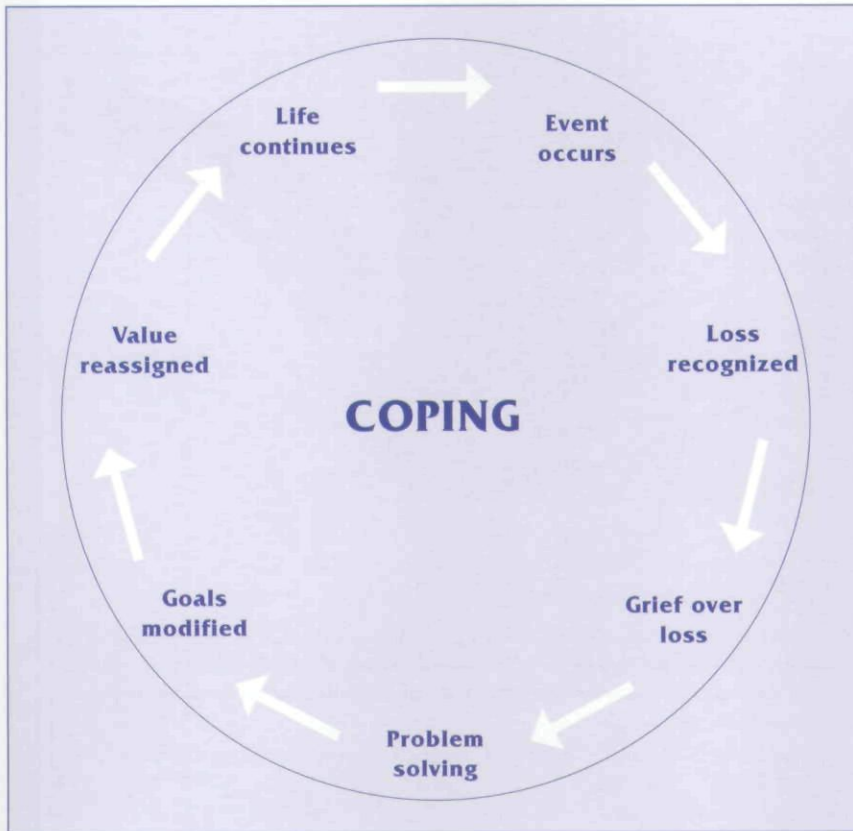 Life
continues
Event
occurs
Loss
recognized
Grief over
loss
Problem
solving
Goals
modified
Value
reassigned
COPING